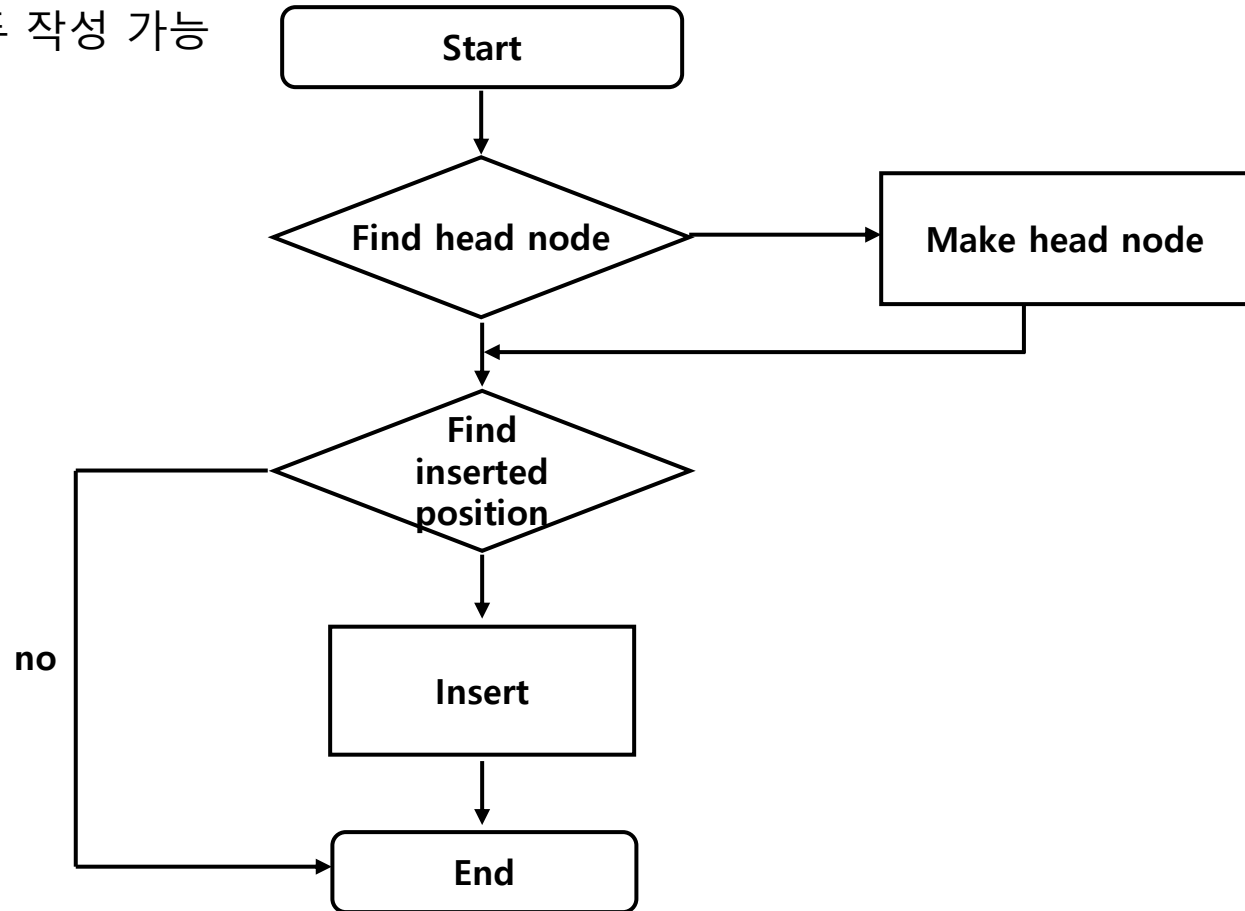 작성 가능
Start
Find head node
Make head node
Find
inserted
position
no
Insert
End